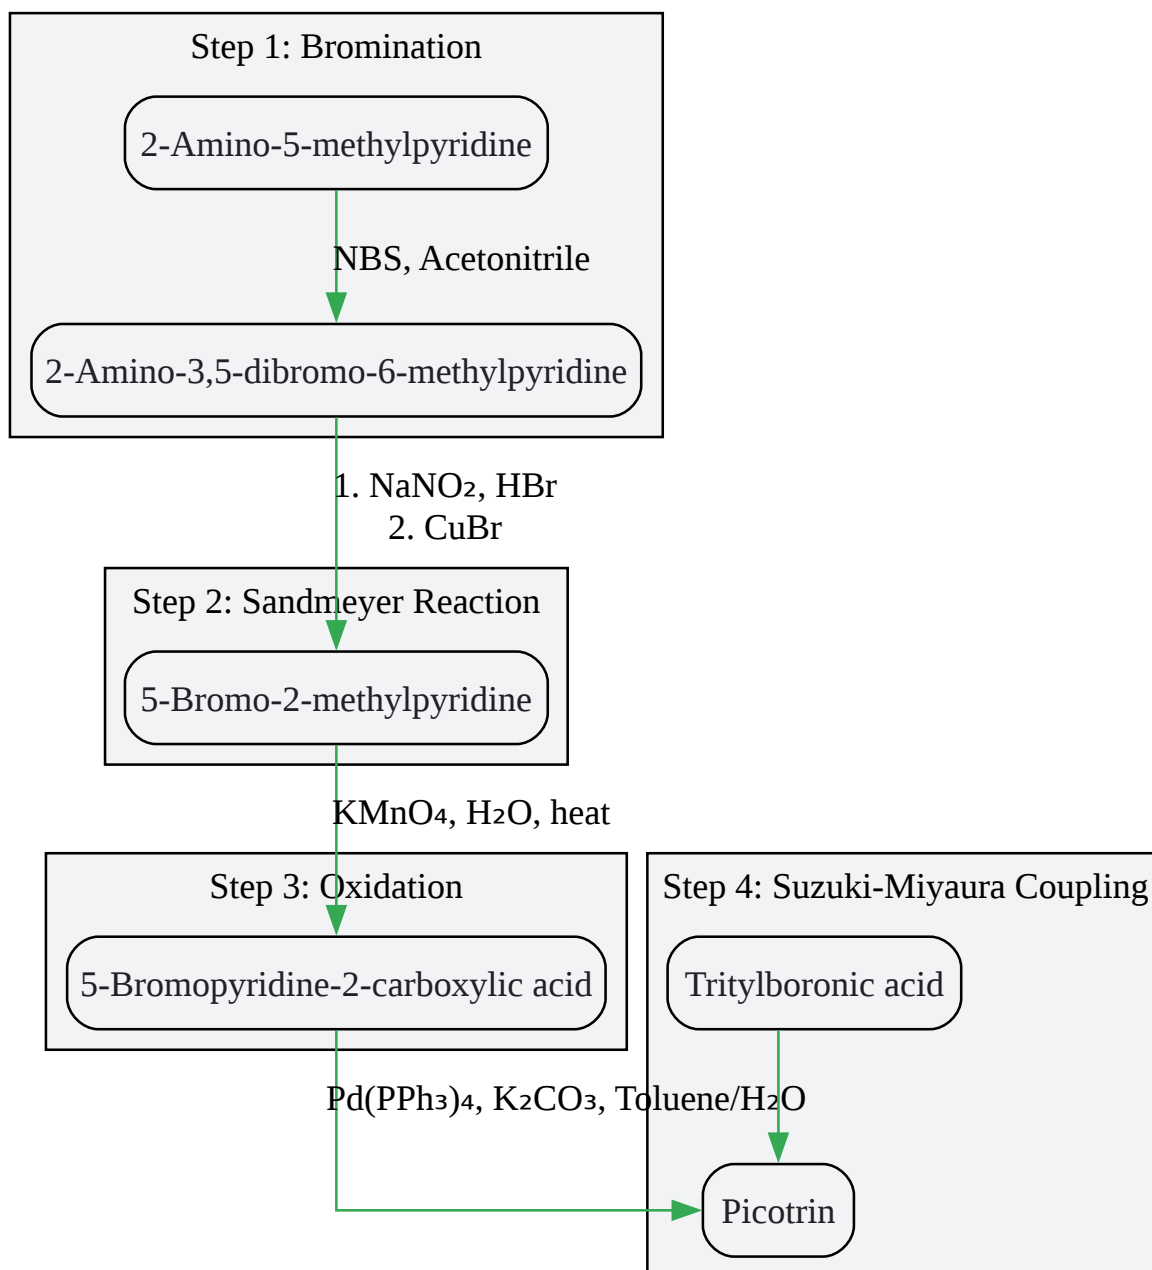 Step 1: Bromination
2-Amino-5-methylpyridine
NBS, Acetonitrile
2-Amino-3,5-dibromo-6-methylpyridine
1. NaNO₂, HBr
2. CuBr
Step 2: Sandmeyer Reaction
5-Bromo-2-methylpyridine
KMnO₄, H₂O, heat
Step 3: Oxidation
5-Bromopyridine-2-carboxylic acid
Step 4: Suzuki-Miyaura Coupling
Tritylboronic acid
Pd(PPh₃)₄, K₂CO₃, Toluene/H₂O
Picotrin